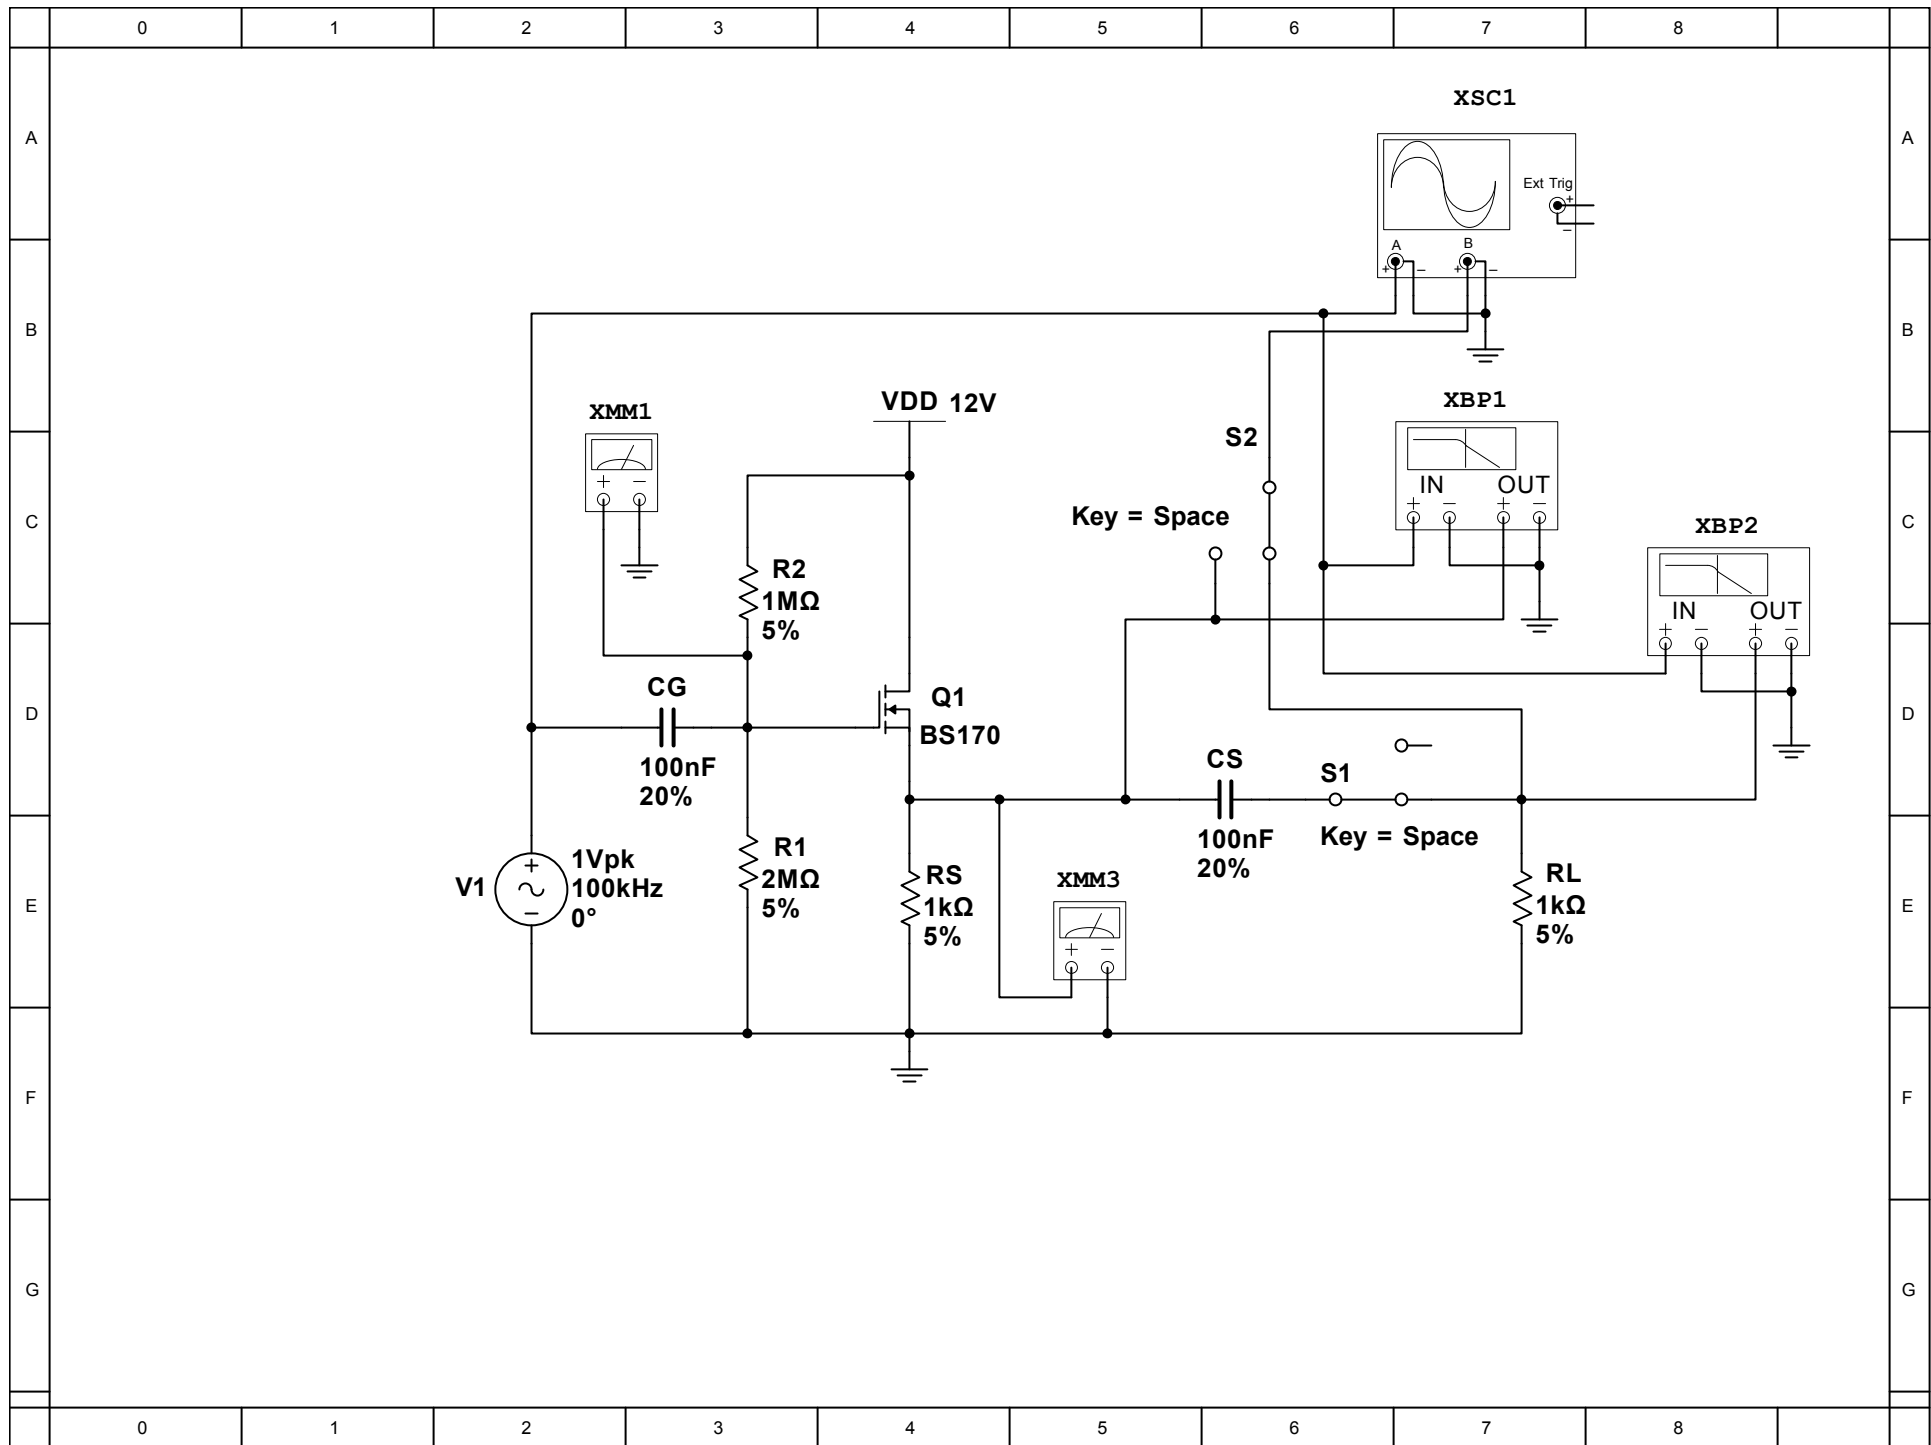 0 1 2 3 4 5 6 7 8
A A
B B
C C
D D
E E
F F
G G
XSC1
Ext Trig
+
−
A B
+ − + −
VDD 12V
XMM1
+ −
S2
Key = Space
XBP1
IN OUT
+ − + −
XBP2
IN OUT
+ − + −
R2
1MΩ
5%
CG
100nF
20%
Q1
BS170
CS
100nF
20%
S1
Key = Space
V1
+
−
1Vpk
100kHz
0°
R1
2MΩ
5%
RS
1kΩ
5%
XMM3
+ −
RL
1kΩ
5%
0 1 2 3 4 5 6 7 8